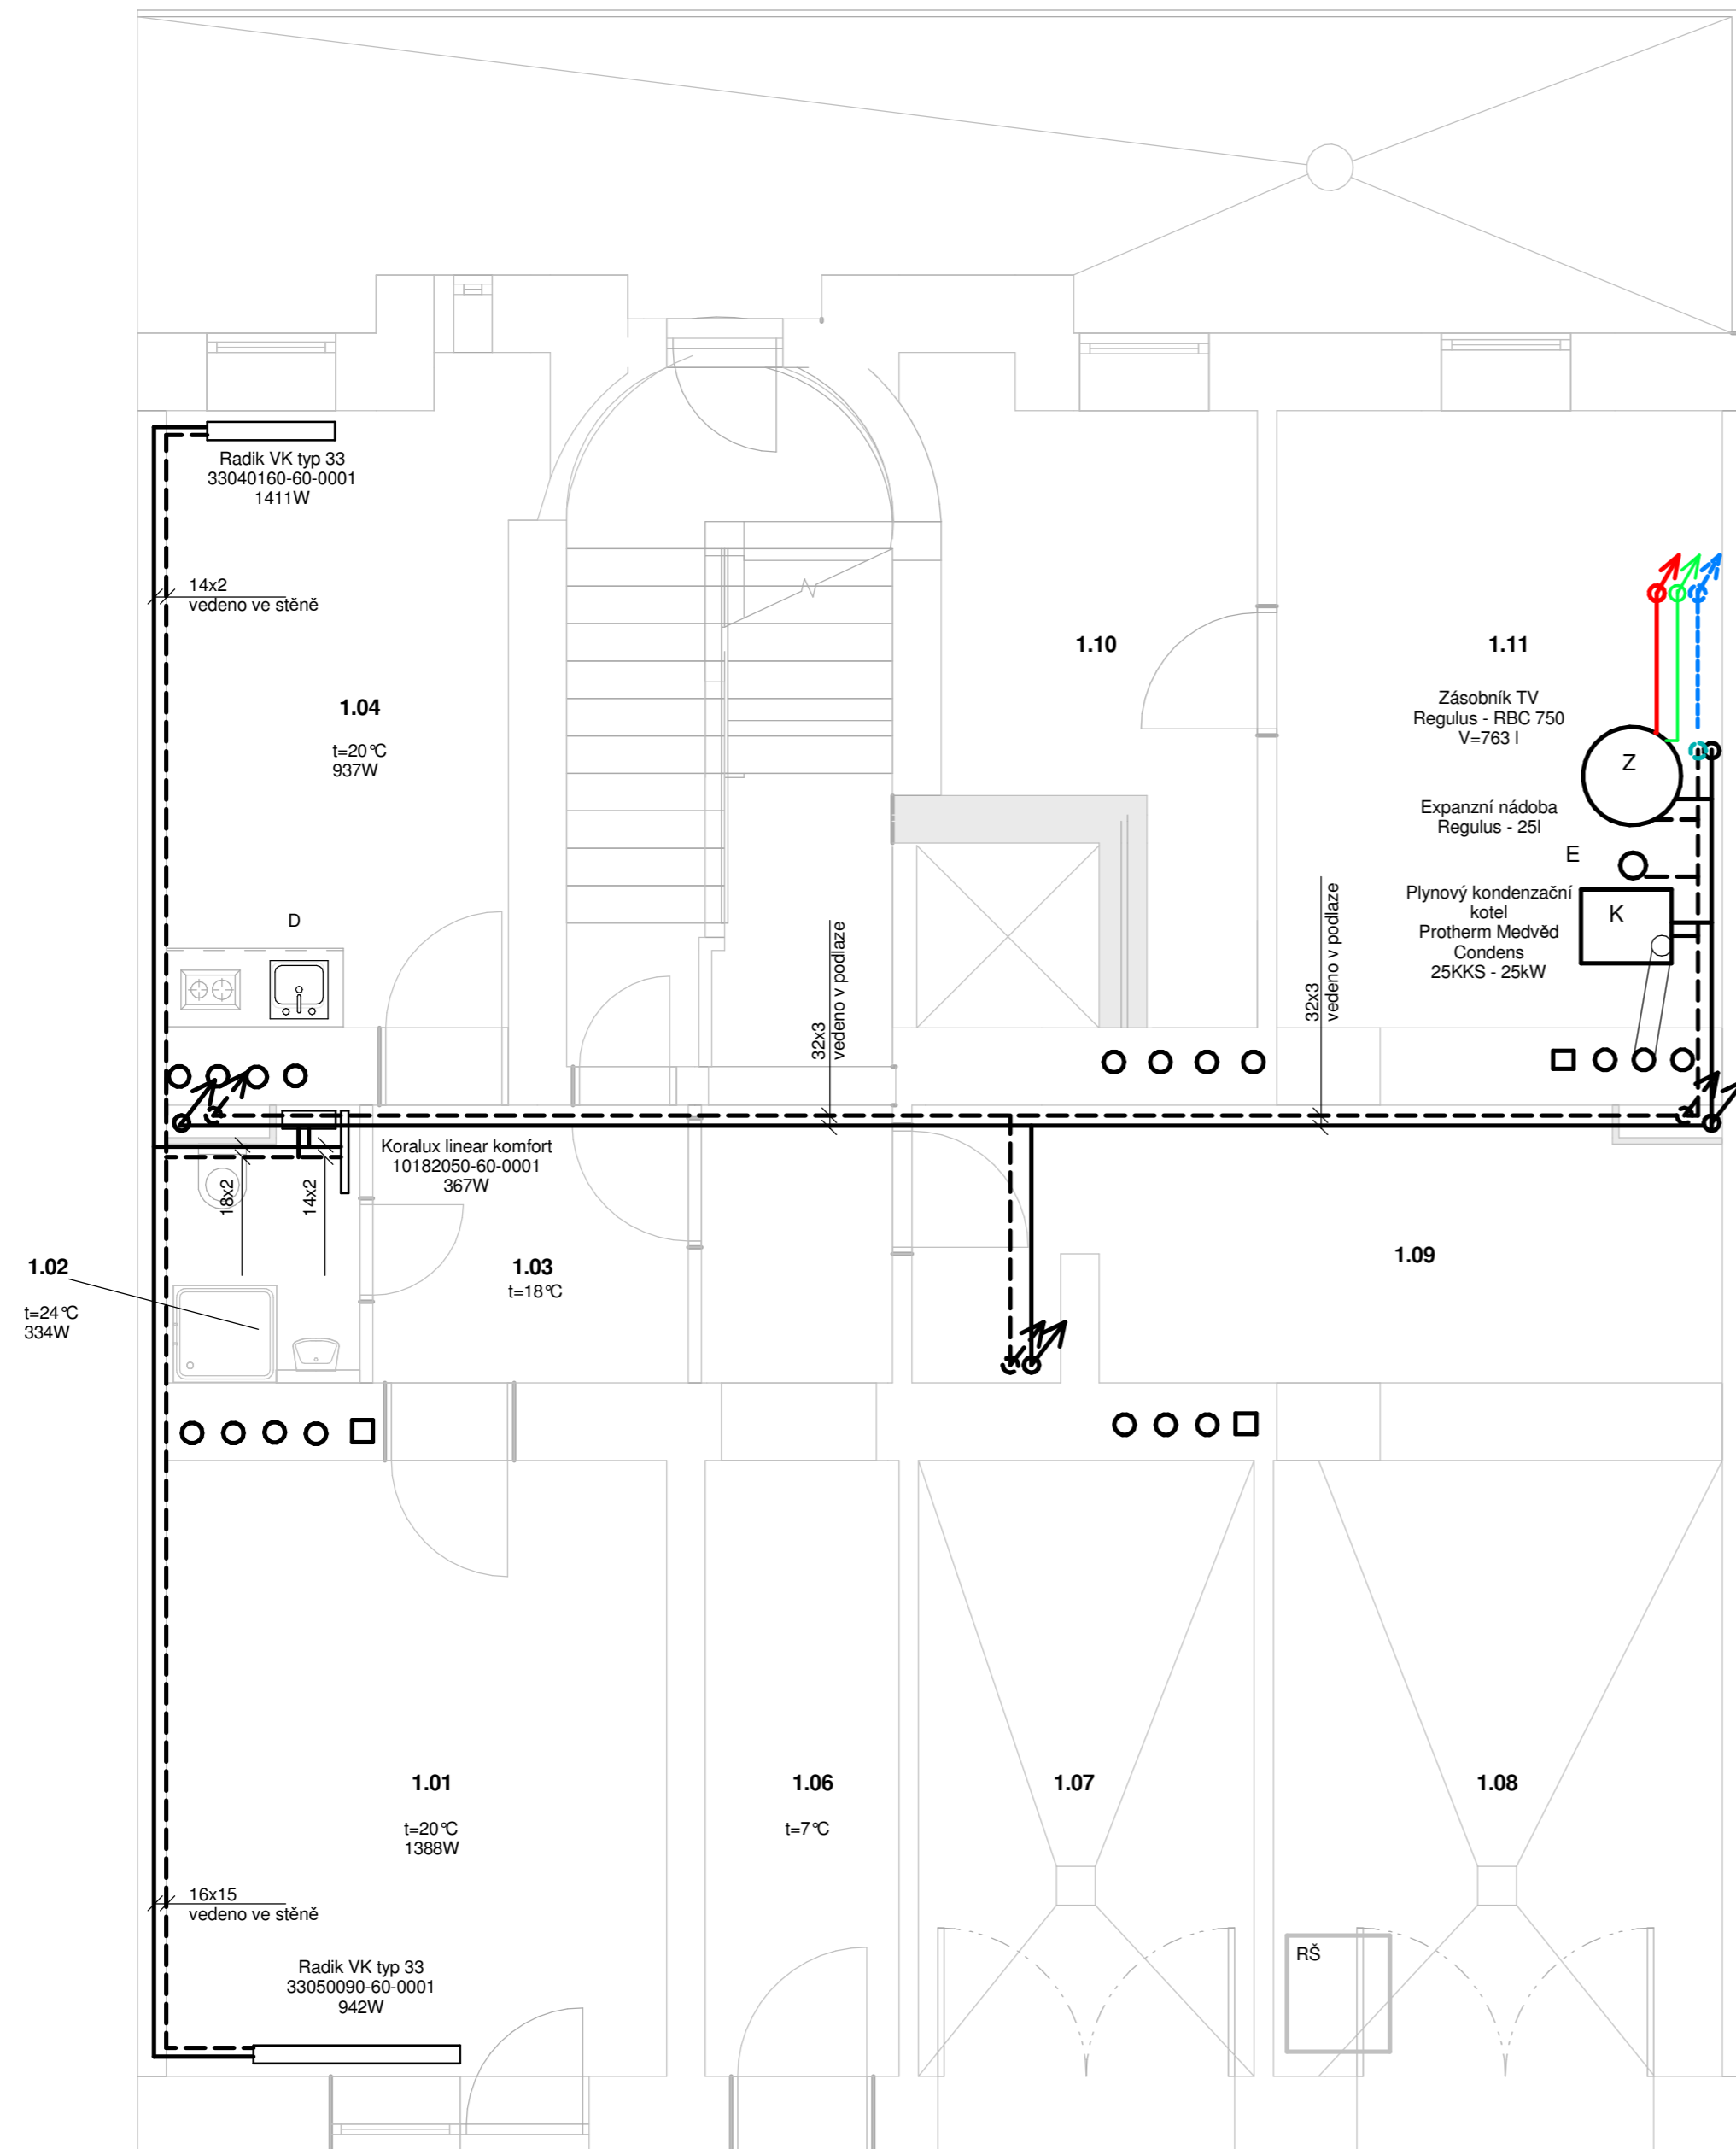 Radik VK typ 33
33040160-60-0001
1411W
14x2
vedeno ve stěně
1.04
t=20°C
937W
D
1.10
1.11
Zásobník TV
Regulus - RBC 750
V=763 l
Z
Expanzní nádoba
Regulus - 25l
E
Plynový kondenzační
kotel
Protherm Medvěd
Condens
25KKS - 25kW
K
32x3
vedeno v podlaze
32x3
vedeno v podlaze
Koralux linear komfort
10182050-60-0001
367W
18x2
14x2
1.02
t=24°C
334W
1.03
t=18°C
1.09
1.01
t=20°C
1388W
1.06
t=7°C
1.07
1.08
16x15
vedeno ve stěně
RŠ
Radik VK typ 33
33050090-60-0001
942W